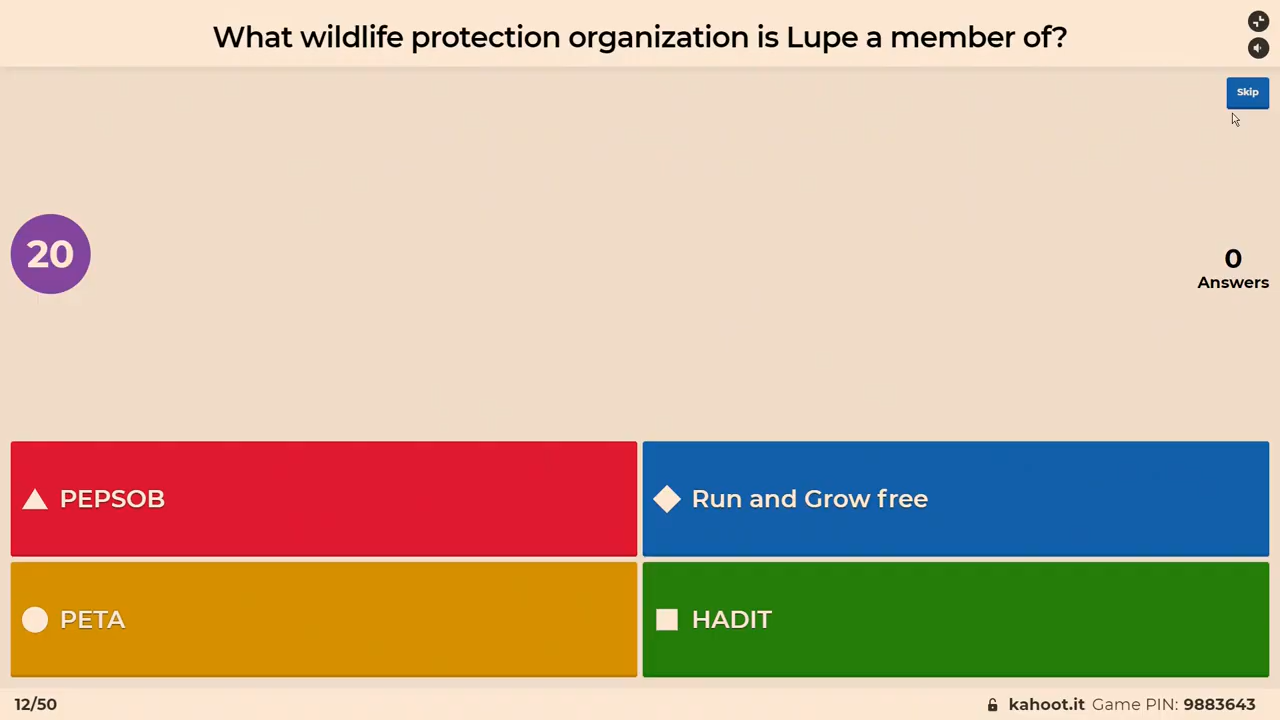 What wildlife protection organization is Lupe a member of?
Skip
20
0
Answers
PEPSOB
Run and Grow free
PETA
HADIT
12/50
kahoot.it Game PIN: 9883643